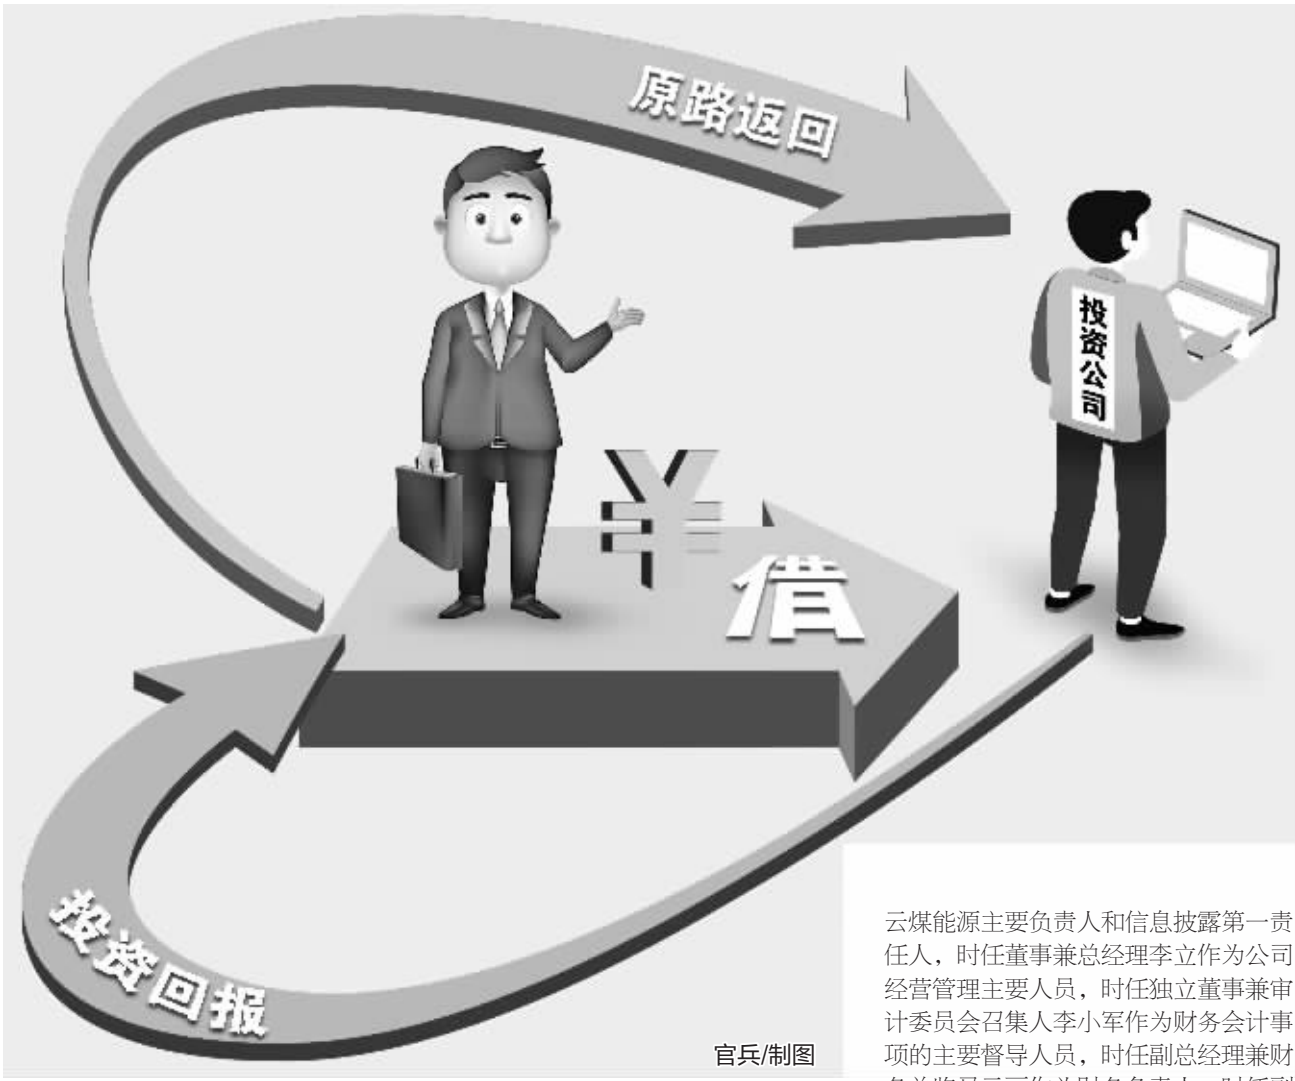 原路返回
投资公司
¥
借
投资回报
官兵/制图
云煤能源主要负责人和信息披露第一责
任人，时任董事兼总经理李立作为公司
经营管理主要人员，时任独立董事兼审
计委员会召集人李小军作为财务会计事
项的主要督导人员，时任副总经理兼财